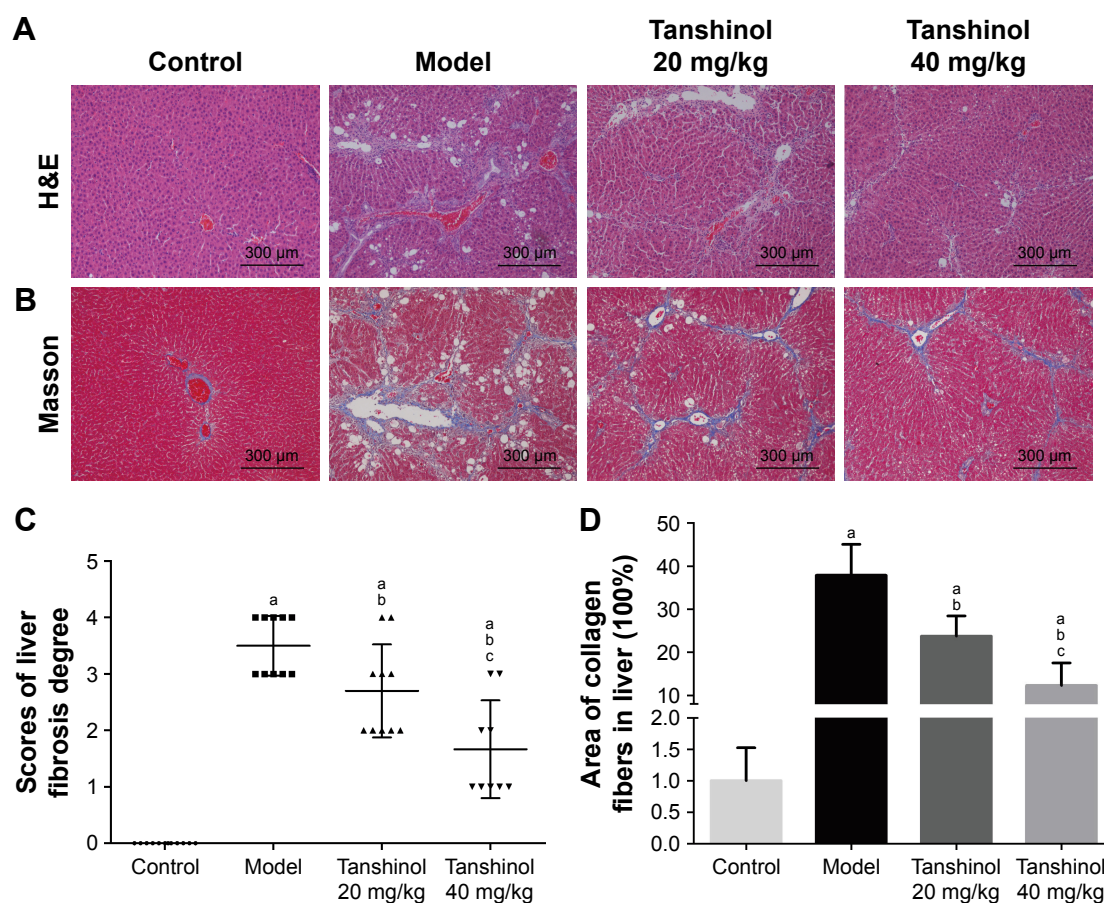 A
Control
Model
Tanshinol
20 mg/kg
Tanshinol
40 mg/kg
H&E
300 µm
300 µm
300 µm
300 µm
B
Masson
300 µm
300 µm
300 µm
300 µm
C
Scores of liver
fibrosis degree
5
4
3
2
1
0
a
a
b
a
b
c
Control
Model
Tanshinol
20 mg/kg
Tanshinol
40 mg/kg
D
Area of collagen
fibers in liver (100%)
50
40
30
20
10
2.0
1.5
1.0
0.5
0.0
a
a
b
a
b
c
Control
Model
Tanshinol
20 mg/kg
Tanshinol
40 mg/kg